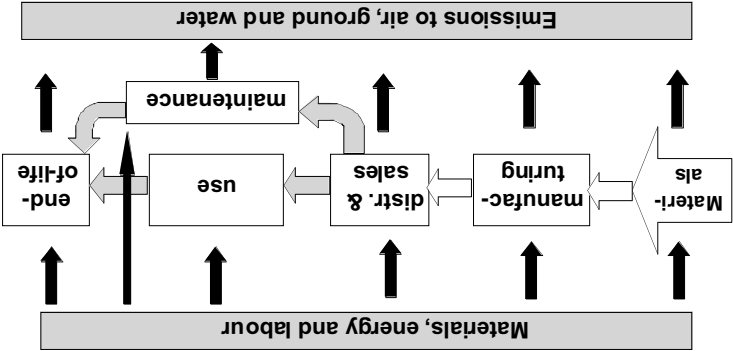 Materials, energy and labour
Materi-
als
manufac-
turing
distr. &
sales
use
end-
of-life
maintenance
Emissions to air, ground and water